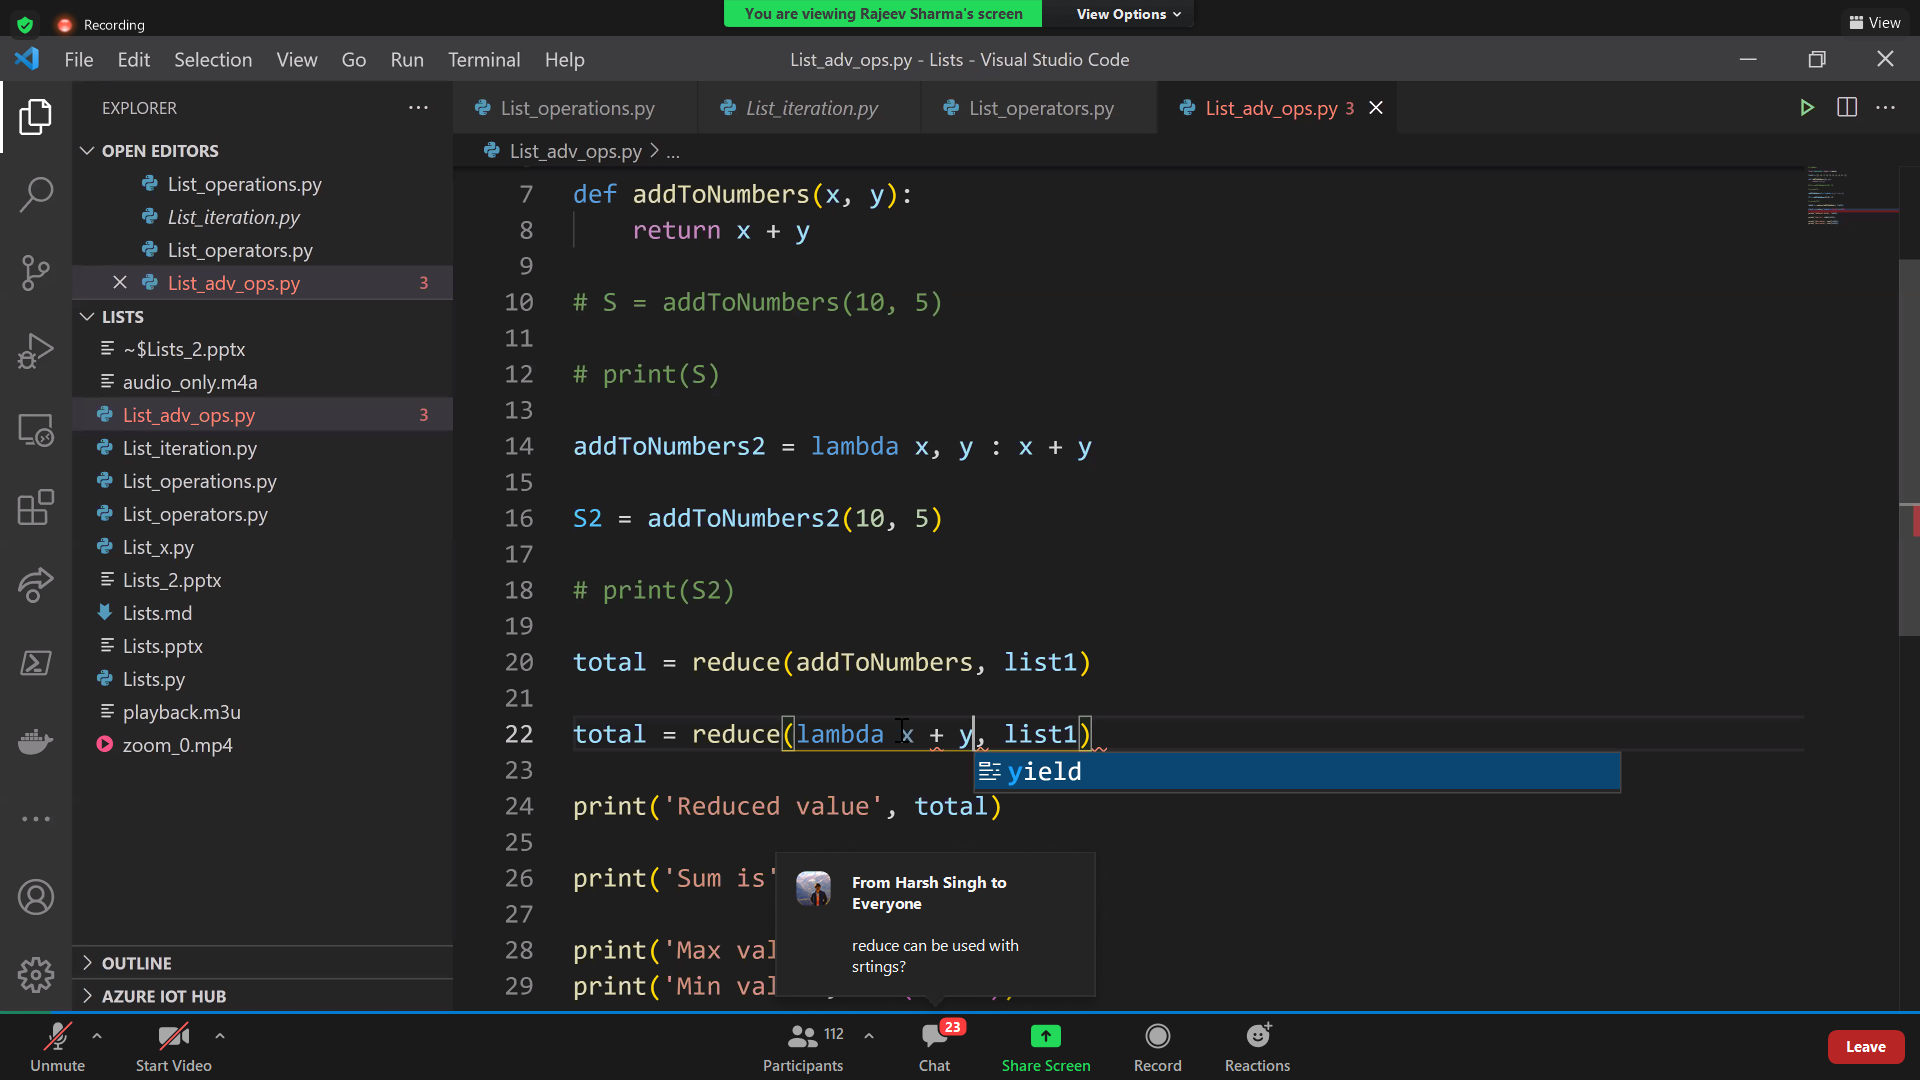 Recording
You are viewing Rajeev Sharma's screen
View Options
View
File Edit Selection View Go Run Terminal Help
List_adv_ops.py - Lists - Visual Studio Code
EXPLORER
OPEN EDITORS
List_operations.py
List_iteration.py
List_operators.py
List_adv_ops.py 3
LISTS
~$Lists_2.pptx
audio_only.m4a
List_adv_ops.py 3
List_iteration.py
List_operations.py
List_operators.py
List_x.py
Lists_2.pptx
Lists.md
Lists.pptx
Lists.py
playback.m3u
zoom_0.mp4
OUTLINE
AZURE IOT HUB
List_operations.py List_iteration.py List_operators.py List_adv_ops.py 3
List_adv_ops.py > ...
7 def addToNumbers(x, y):
8 return x + y
9
10 # S = addToNumbers(10, 5)
11
12 # print(S)
13
14 addToNumbers2 = lambda x, y : x + y
15
16 S2 = addToNumbers2(10, 5)
17
18 # print(S2)
19
20 total = reduce(addToNumbers, list1)
21
22 total = reduce(lambda x + y, list1)
yield
23
24 print('Reduced value', total)
25
26 print('Sum is'
27
28 print('Max val
29 print('Min val
From Harsh Singh to
Everyone
reduce can be used with
srtings?
Unmute
Start Video
Participants 112
Chat 23
Share Screen
Record
Reactions
Leave